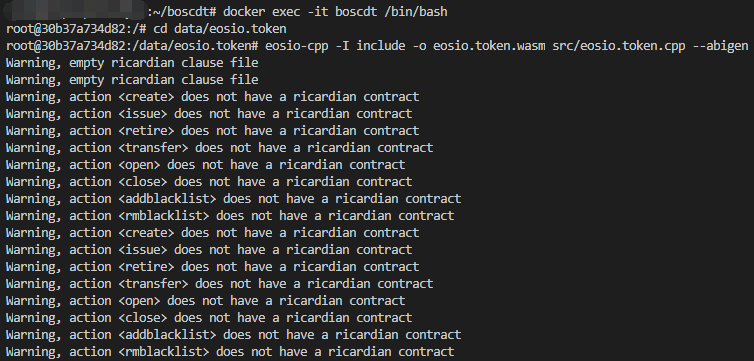 :~/boscdt# docker exec -it boscdt /bin/bash
root@30b37a734d82:/# cd data/eosio.token
root@30b37a734d82:/data/eosio.token# eosio-cpp -I include -o eosio.token.wasm src/eosio.token.cpp --abigen
Warning, empty ricardian clause file
Warning, empty ricardian clause file
Warning, action <create> does not have a ricardian contract
Warning, action <issue> does not have a ricardian contract
Warning, action <retire> does not have a ricardian contract
Warning, action <transfer> does not have a ricardian contract
Warning, action <open> does not have a ricardian contract
Warning, action <close> does not have a ricardian contract
Warning, action <addblacklist> does not have a ricardian contract
Warning, action <rmblacklist> does not have a ricardian contract
Warning, action <create> does not have a ricardian contract
Warning, action <issue> does not have a ricardian contract
Warning, action <retire> does not have a ricardian contract
Warning, action <transfer> does not have a ricardian contract
Warning, action <open> does not have a ricardian contract
Warning, action <close> does not have a ricardian contract
Warning, action <addblacklist> does not have a ricardian contract
Warning, action <rmblacklist> does not have a ricardian contract